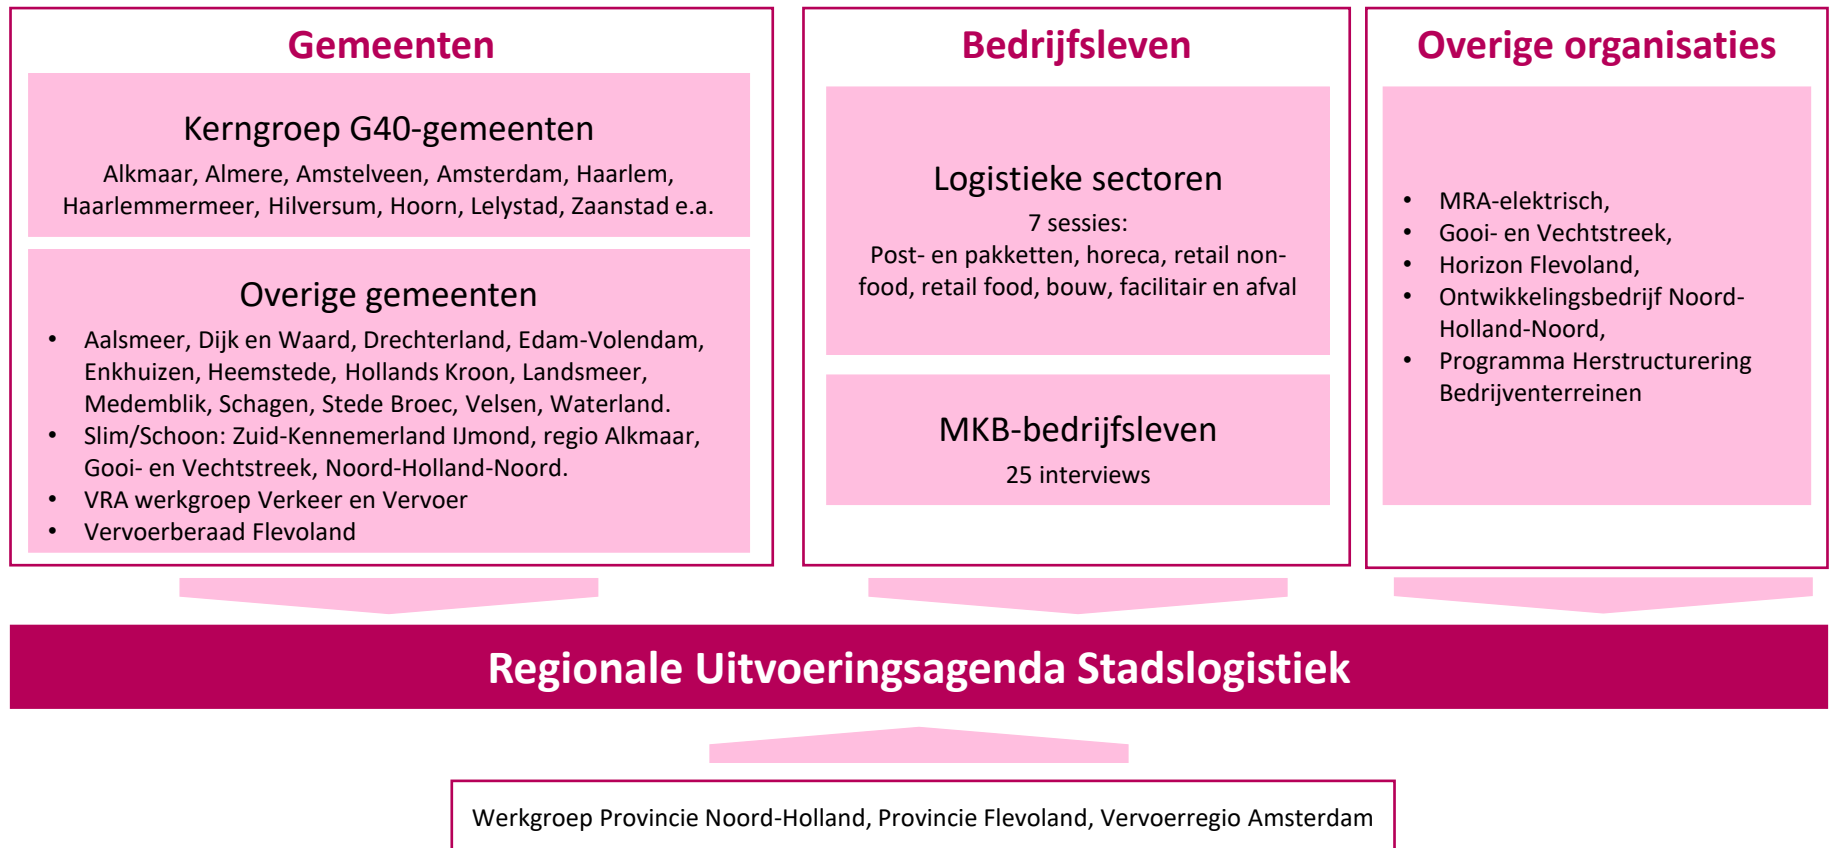 Gemeenten
Kerngroep G40-gemeenten
Alkmaar, Almere, Amstelveen, Amsterdam, Haarlem,
Haarlemmermeer, Hilversum, Hoorn, Lelystad, Zaanstad e.a.
Overige gemeenten
• Aalsmeer, Dijk en Waard, Drechterland, Edam-Volendam,
Enkhuizen, Heemstede, Hollands Kroon, Landsmeer,
Medemblik, Schagen, Stede Broec, Velsen, Waterland.
• Slim/Schoon: Zuid-Kennemerland IJmond, regio Alkmaar,
Gooi- en Vechtstreek, Noord-Holland-Noord.
• VRA werkgroep Verkeer en Vervoer
• Vervoerberaad Flevoland
Bedrijfsleven
Logistieke sectoren
7 sessies:
Post- en pakketten, horeca, retail non-
food, retail food, bouw, facilitair en afval
MKB-bedrijfsleven
25 interviews
Overige organisaties
• MRA-elektrisch,
• Gooi- en Vechtstreek,
• Horizon Flevoland,
• Ontwikkelingsbedrijf Noord-
Holland-Noord,
• Programma Herstructurering
Bedrijventerreinen
Regionale Uitvoeringsagenda Stadslogistiek
Werkgroep Provincie Noord-Holland, Provincie Flevoland, Vervoerregio Amsterdam